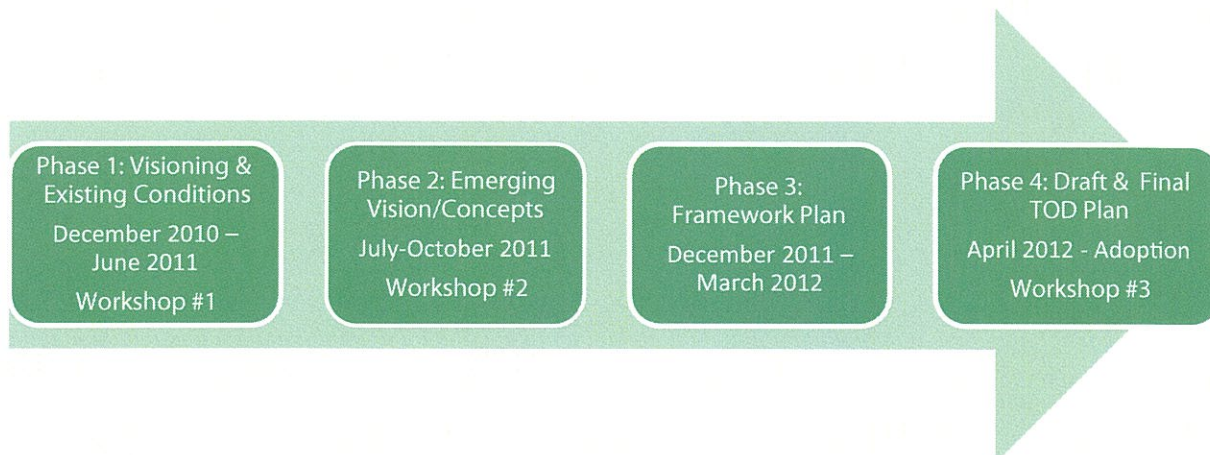 Phase 1: Visioning &
Existing Conditions
December 2010 –
June 2011
Workshop #1
Phase 2: Emerging
Vision/Concepts
July-October 2011
Workshop #2
Phase 3:
Framework Plan
December 2011 –
March 2012
Phase 4: Draft & Final
TOD Plan
April 2012 - Adoption
Workshop #3